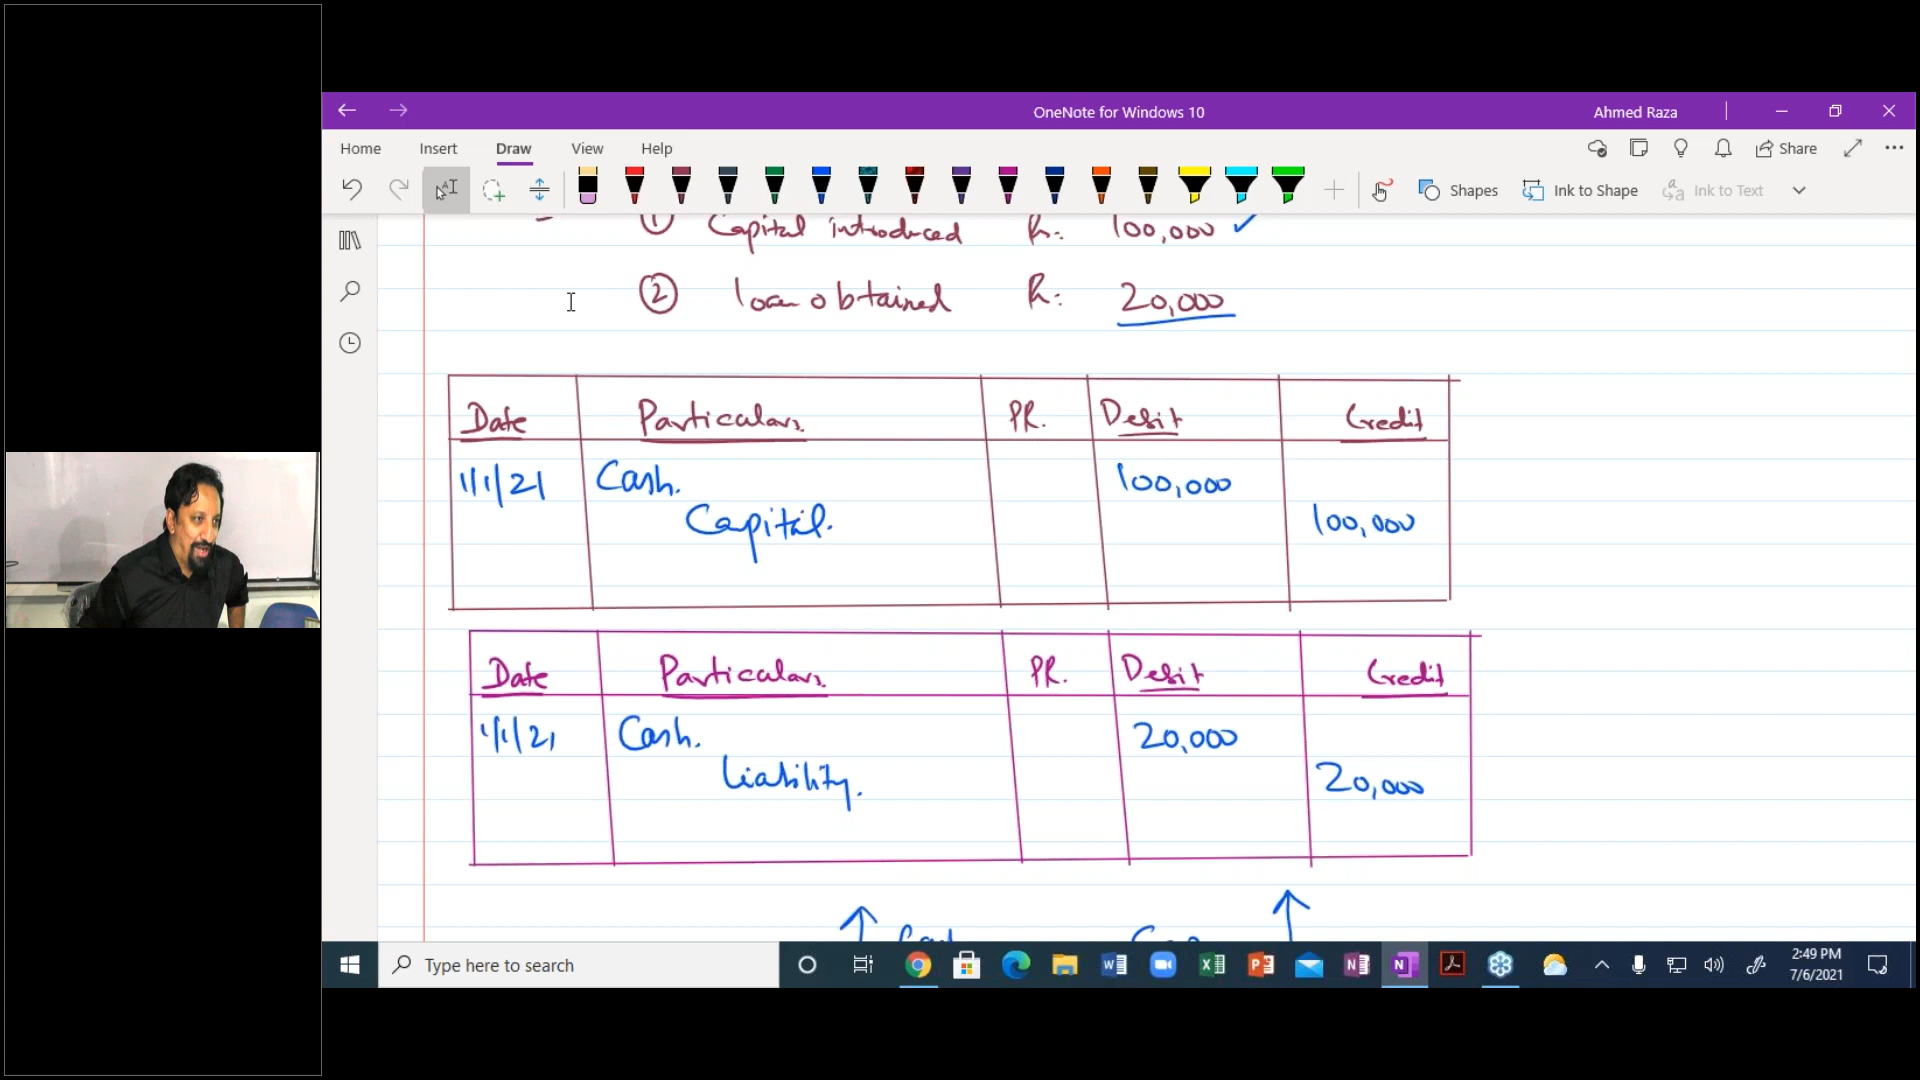 OneNote for Windows 10
Ahmed Raza
Home Insert Draw View Help
Share
Shapes
Ink to Shape
Ink to Text
① Capital introduced R: 100,000 ✓
② loan obtained R: 20,000
Date Particulars. PR. Debit Credit
1/1/21 Cash. 100,000
Capital. 100,000
Date Particulars. PR. Debit Credit
1/1/21 Cash. 20,000
Liability. 20,000
Type here to search
2:49 PM
7/6/2021